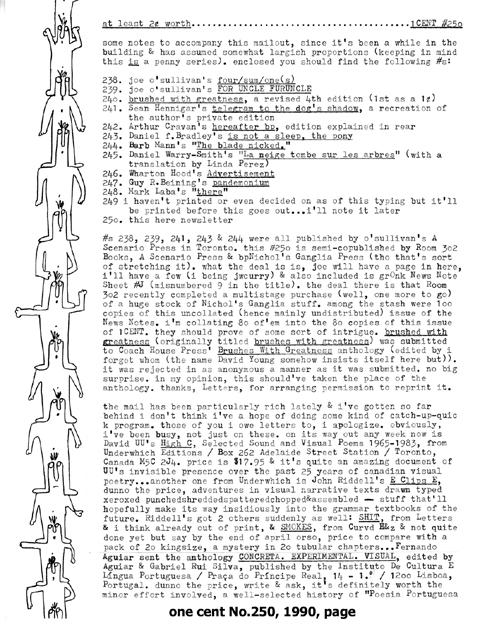 at least 2¢ worth......................................1CENT #25o
some notes to accompany this mailout, since it's been a while in the
building & has assumed somewhat largish proportions (keeping in mind
this is a penny series). enclosed you should find the following #s:
238. joe o'sullivan's four/sum/one(s)
239. joe o'sullivan's FOR UNCLE FURUNCLE
24o. brushed with greatness, a revised 4th edition (1st as a 1¢)
241. Sean Hennigar's telegram to the dog's shadow, a recreation of
the author's private edition
242. Arthur Cravan's hereafter bp, edition explained in rear
243. Daniel f.Bradley's is not a sleep, the pony
244. Barb Mann's "The blade nicked."
245. Daniel Warry-Smith's "La neige tombe sur les arbres" (with a
translation by Linda Perez)
246. Wharton Hood's Advertisement
247. Guy R.Beining's pandemonium
248. Mark Laba's "there"
249 i haven't printed or even decided on as of this typing but it'll
be printed before this goes out...i'll note it later
25o. this here newsletter
#s 238, 239, 241, 243 & 244 were all published by o'sullivan's A
Scenario Press in Toronto. this #25o is semi-copublished by Room 3o2
Books, A Scenario Press & bpNichol's Ganglia Press (tho that's sort
of stretching it). what the deal is is, joe will have a page in here,
i'll have a few (i being jwcurry) & also included is grOnk News Note
Sheet (mismumbered 9 in the title). the deal there is that Room
3o2 recently completed a multistage purchase (well, one more to go)
of a huge stock of Nichol's Ganglia stuff. among the stash were 1oo
copies of this uncollated (hence mainly undistributed) issue of the
News Notes. i'm collating 8o of'em into the 8o copies of this issue
of 1CENT. they should prove of some sort of intrigue. brushed with
greatness (originally titled brushes with greatness) was submitted
to Coach House Press' Brushes With Greatness anthology (edited by i
forget whom (the name David Young somehow insists itself here but)).
it was rejected in as anonymous a manner as it was submitted. no big
surprise. in my opinion, this should've taken the place of the
anthology. thanks, Letters, for arranging permission to reprint it.
the mail has been particularly rich lately & i've gotten so far
behind i don't think i've a hope of doing some kind of catch-up-quic
k program. those of you i owe letters to, i apologize. obviously,
i've been busy, not just on these. on its way out any week now is
David UU's High C, Selected Sound and Visual Poems 1965-1983, from
Underwhich Editions / Box 262 Adelaide Street Station / Toronto,
Canada M5C 2J4. price is $17.95 & it's quite an amazing document of
UU's invisible presence over the past 25 years of canadian visual
poetry...another one from Underwhich is John Riddell's E Clips E,
dunno the price, adventures in visual narrative texts drawn typed
xeroxed punchedshreddedspatteredchopped&assembled — stuff that'll
hopefully make its way insidiously into the grammar textbooks of the
future. Riddell's got 2 others suddenly as well: SHIT, from Letters
& i think already out of print, & SMOKES, from Curvd H&z & not quite
done yet but say by the end of april orso, price to compare with a
pack of 2o kingsize, a mystery in 2o tubular chapters...Fernando
Aguiar sent the anthology CONCRETA. EXPERIMENTAL. VISUAL, edited by
Aguiar & Gabriel Rui Silva, published by the Instituto De Cultura E
Língua Portuguesa / Praça do Príncipe Real, 14 - 1.º / 12oo Lisboa,
Portugal. dunno the price, write & ask, it's definitely worth the
minor effort involved, a well-selected history of "Poesia Portuguesa
one cent No.250, 1990, page